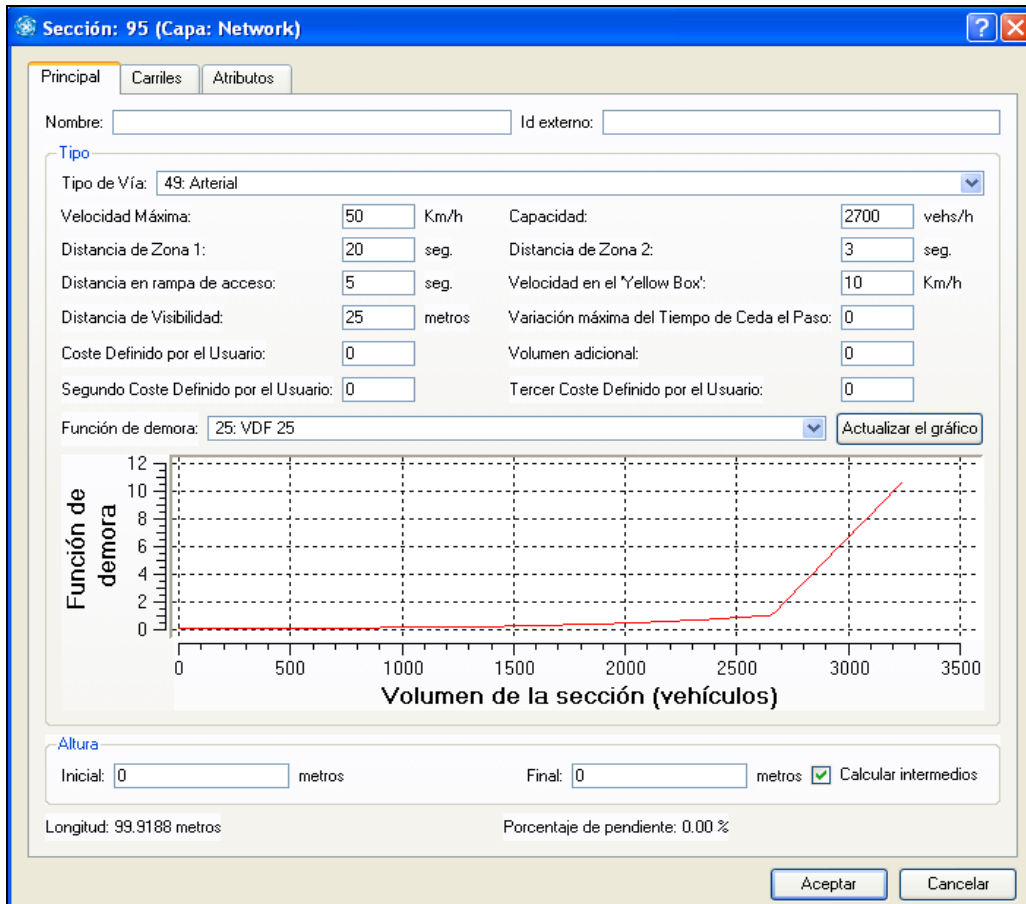 Sección: 95 (Capa: Network)
Principal Carriles Atributos
Nombre: Id externo:
Tipo
Tipo de Vía: 49: Arterial
Velocidad Máxima: 50 Km/h Capacidad: 2700 vehs/h
Distancia de Zona 1: 20 seg. Distancia de Zona 2: 3 seg.
Distancia en rampa de acceso: 5 seg. Velocidad en el 'Yellow Box': 10 Km/h
Distancia de Visibilidad: 25 metros Variación máxima del Tiempo de Ceda el Paso: 0
Coste Definido por el Usuario: 0 Volumen adicional: 0
Segundo Coste Definido por el Usuario: 0 Tercer Coste Definido por el Usuario: 0
Función de demora: 25: VDF 25 Actualizar el gráfico
Función de demora
12
10
8
6
4
2
0
0 500 1000 1500 2000 2500 3000 3500
Volumen de la sección (vehículos)
Altura
Inicial: 0 metros Final: 0 metros Calcular intermedios
Longitud: 99.9188 metros Porcentaje de pendiente: 0.00 %
Aceptar Cancelar